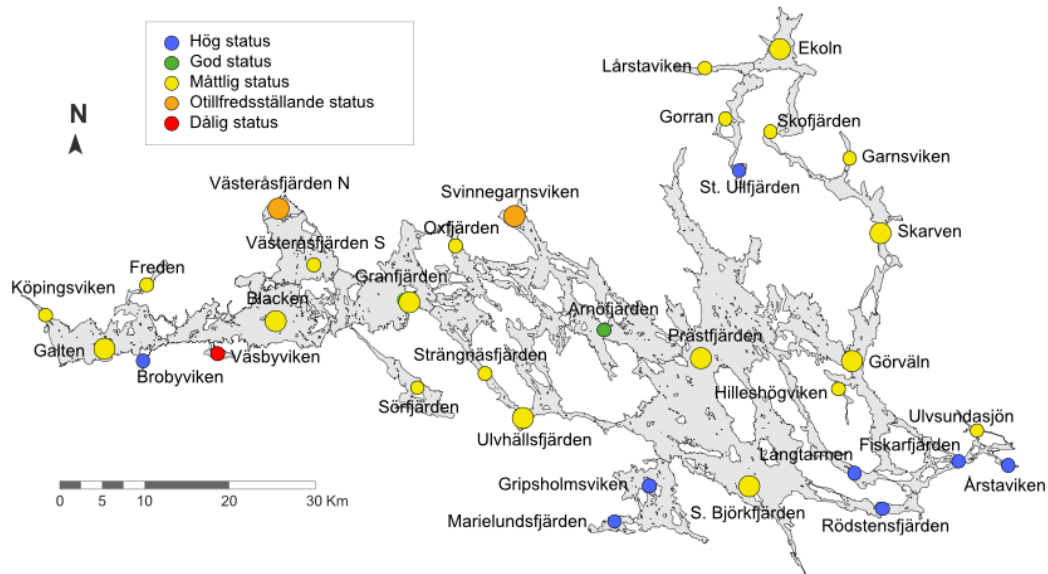 Hög status
God status
Måttlig status
Otillfredsställande status
Dålig status
N
Ekoln
Lårstaviken
Gorran
Skofjärden
Garnsviken
St. Ullfjärden
Västeråsfjärden N
Svinnegarnsviken
Oxfjärden
Skarven
Västeråsfjärden S
Freden
Granfjärden
Köpingsviken
Blacken
Arnöfjärden
Prästfjärden
Galten
Väsbyviken
Strängnäsfjärden
Görväln
Brobyviken
Hilleshögviken
Sörfjärden
Ulvsundasjön
Ulvhällsfjärden
Fiskarfjärden
Långtarmen
Gripsholmsviken
Årstaviken
S. Björkfjärden
Marielundsfjärden
Rödstensfjärden
0 5 10 20 30 Km